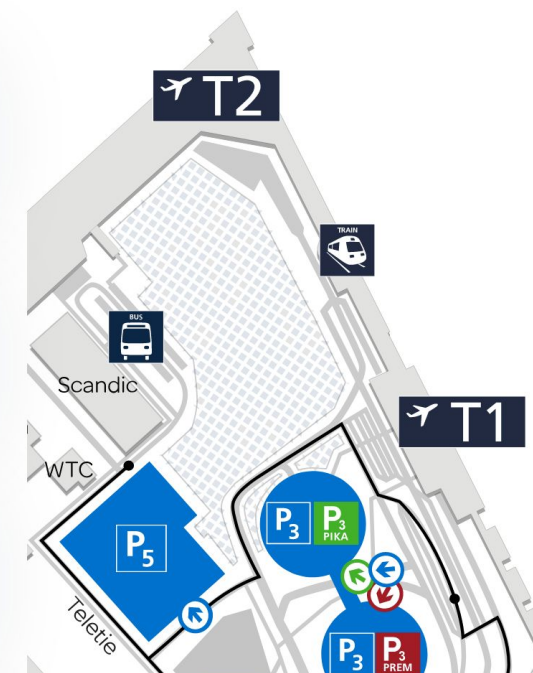 T2
TRAIN
BUS
Scandic
T1
WTC
P3 P3
PIKA
P5
Teletie
P3 P3
PREM